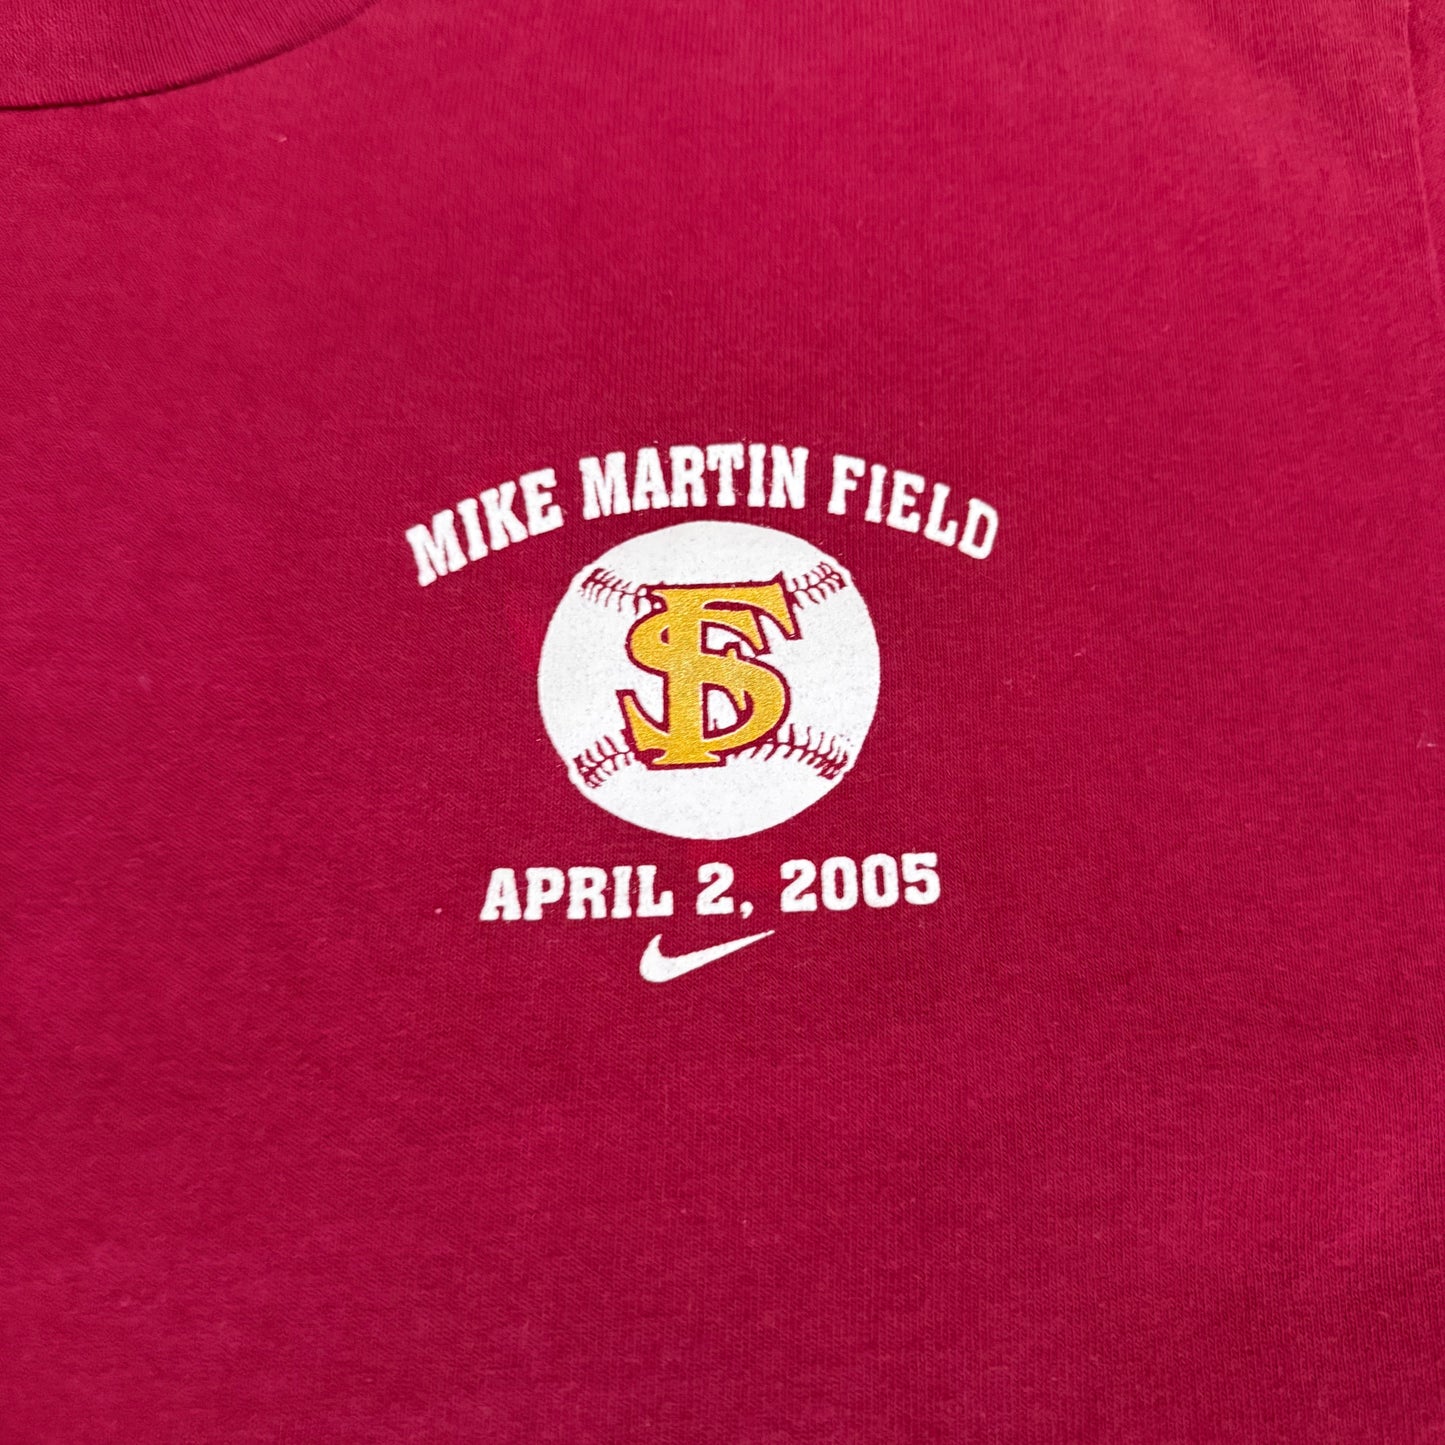 MIKE MARTIN FIELD
FS
APRIL 2, 2005